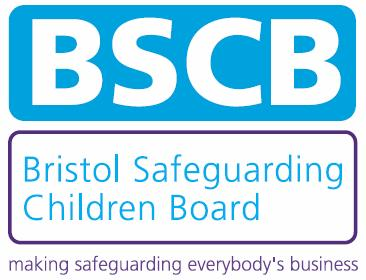 BSCB
Bristol Safeguarding
Children Board
making safeguarding everybody's business